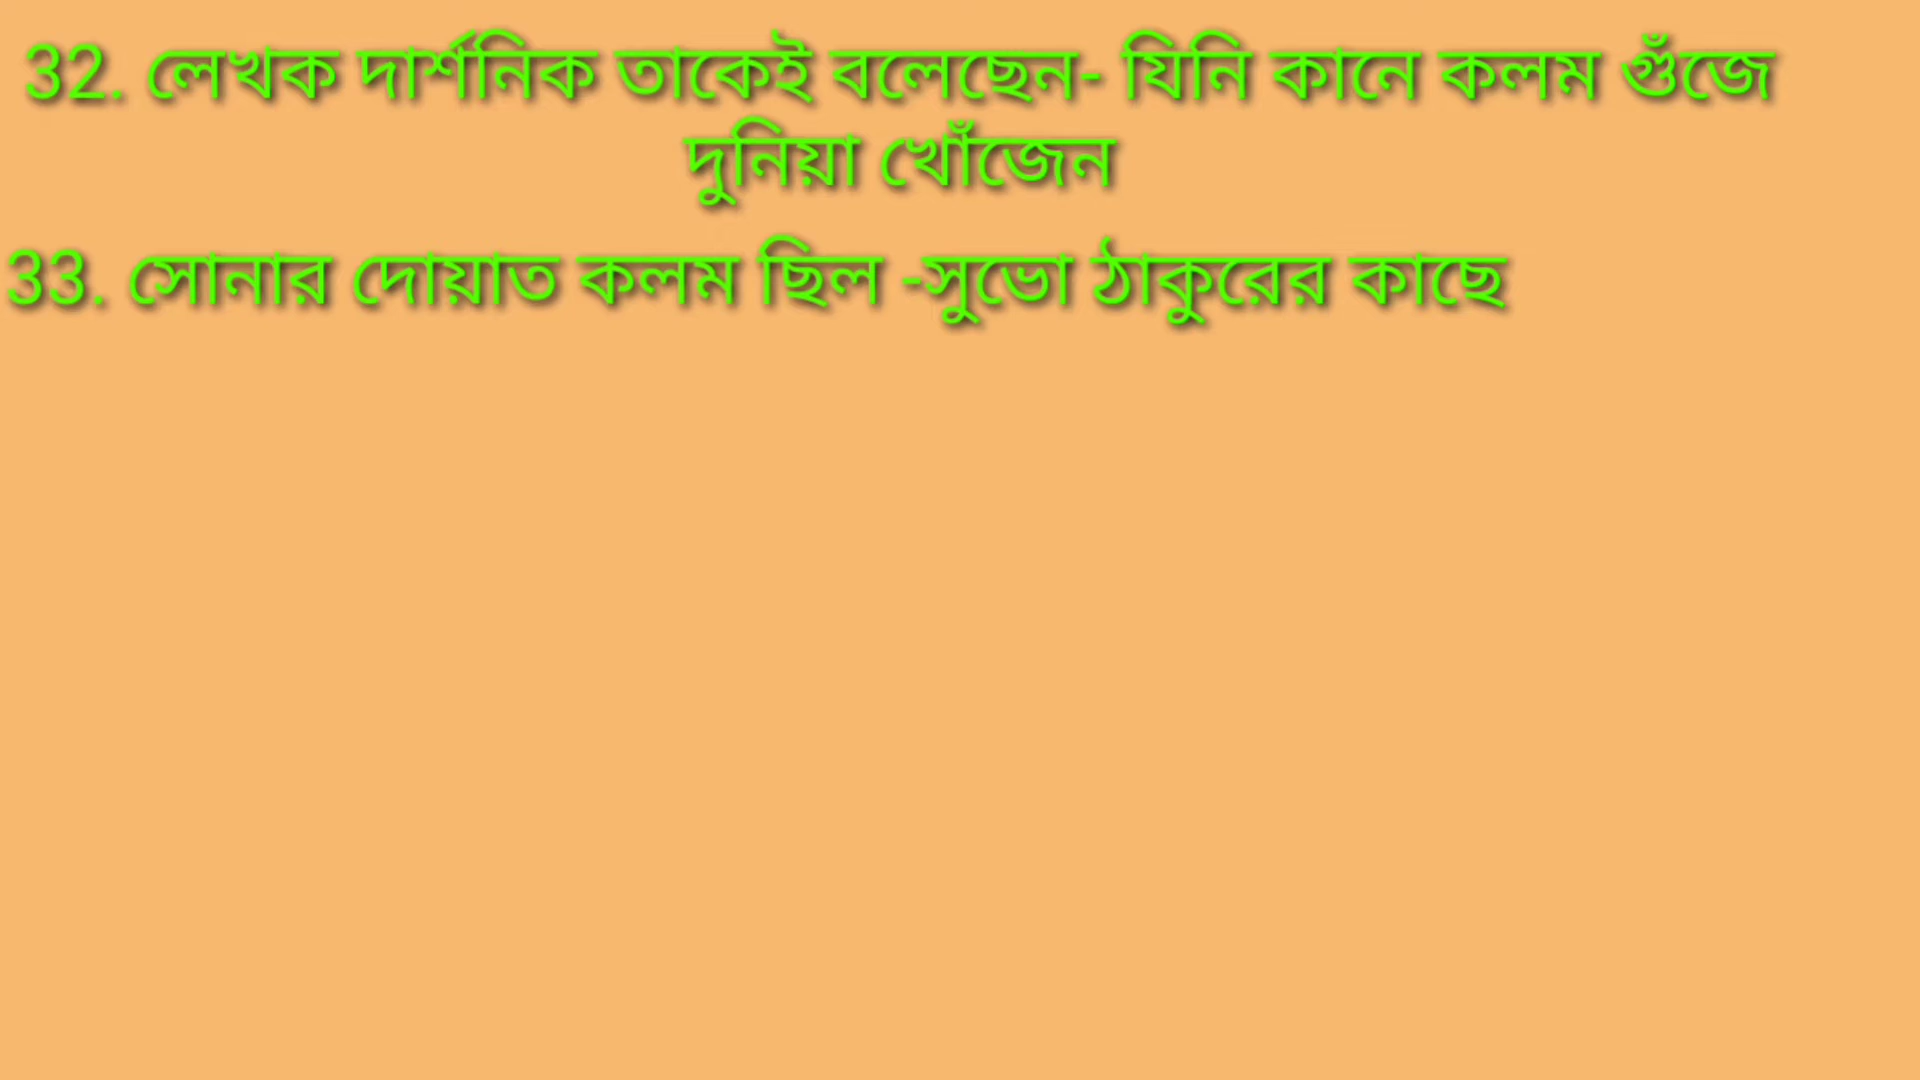 32. লেখক দার্শনিক তাকেই বলেছেন- যিনি কানে কলম গুঁজে
দুনিয়া খোঁজেন
33. সোনার দোয়াত কলম ছিল -সুভো ঠাকুরের কাছে